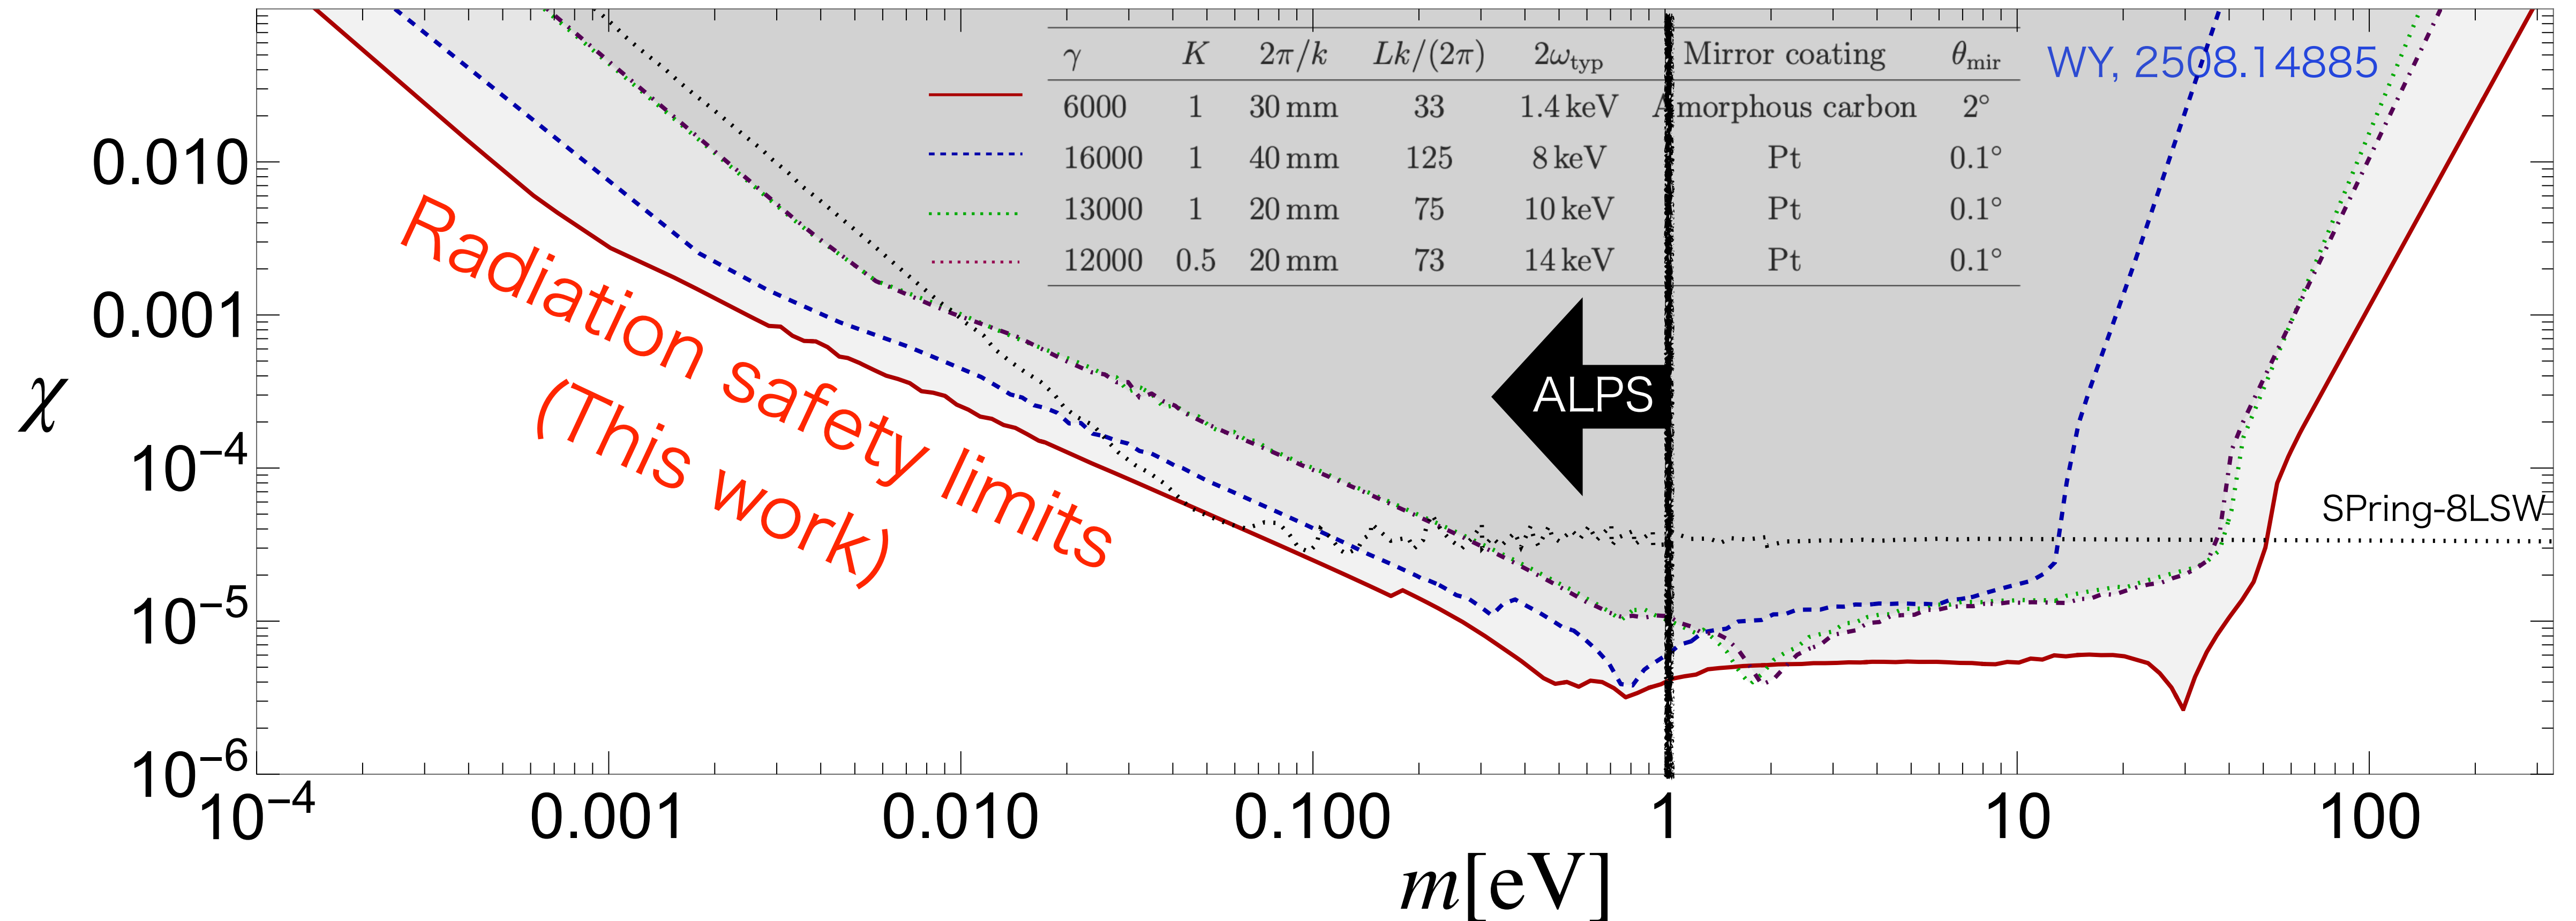 γ K 2π/k Lk/(2π) 2ω_typ Mirror coating θ_mir
6000 1 30 mm 33 1.4 keV Amorphous carbon 2°
16000 1 40 mm 125 8 keV Pt 0.1°
13000 1 20 mm 75 10 keV Pt 0.1°
12000 0.5 20 mm 73 14 keV Pt 0.1°
WY, 2508.14885
Radiation safety limits
(This work)
ALPS
SPring-8LSW
χ
0.010
0.001
10⁻⁴
10⁻⁵
10⁻⁶
10⁻⁴ 0.001 0.010 0.100 1 10 100
m[eV]